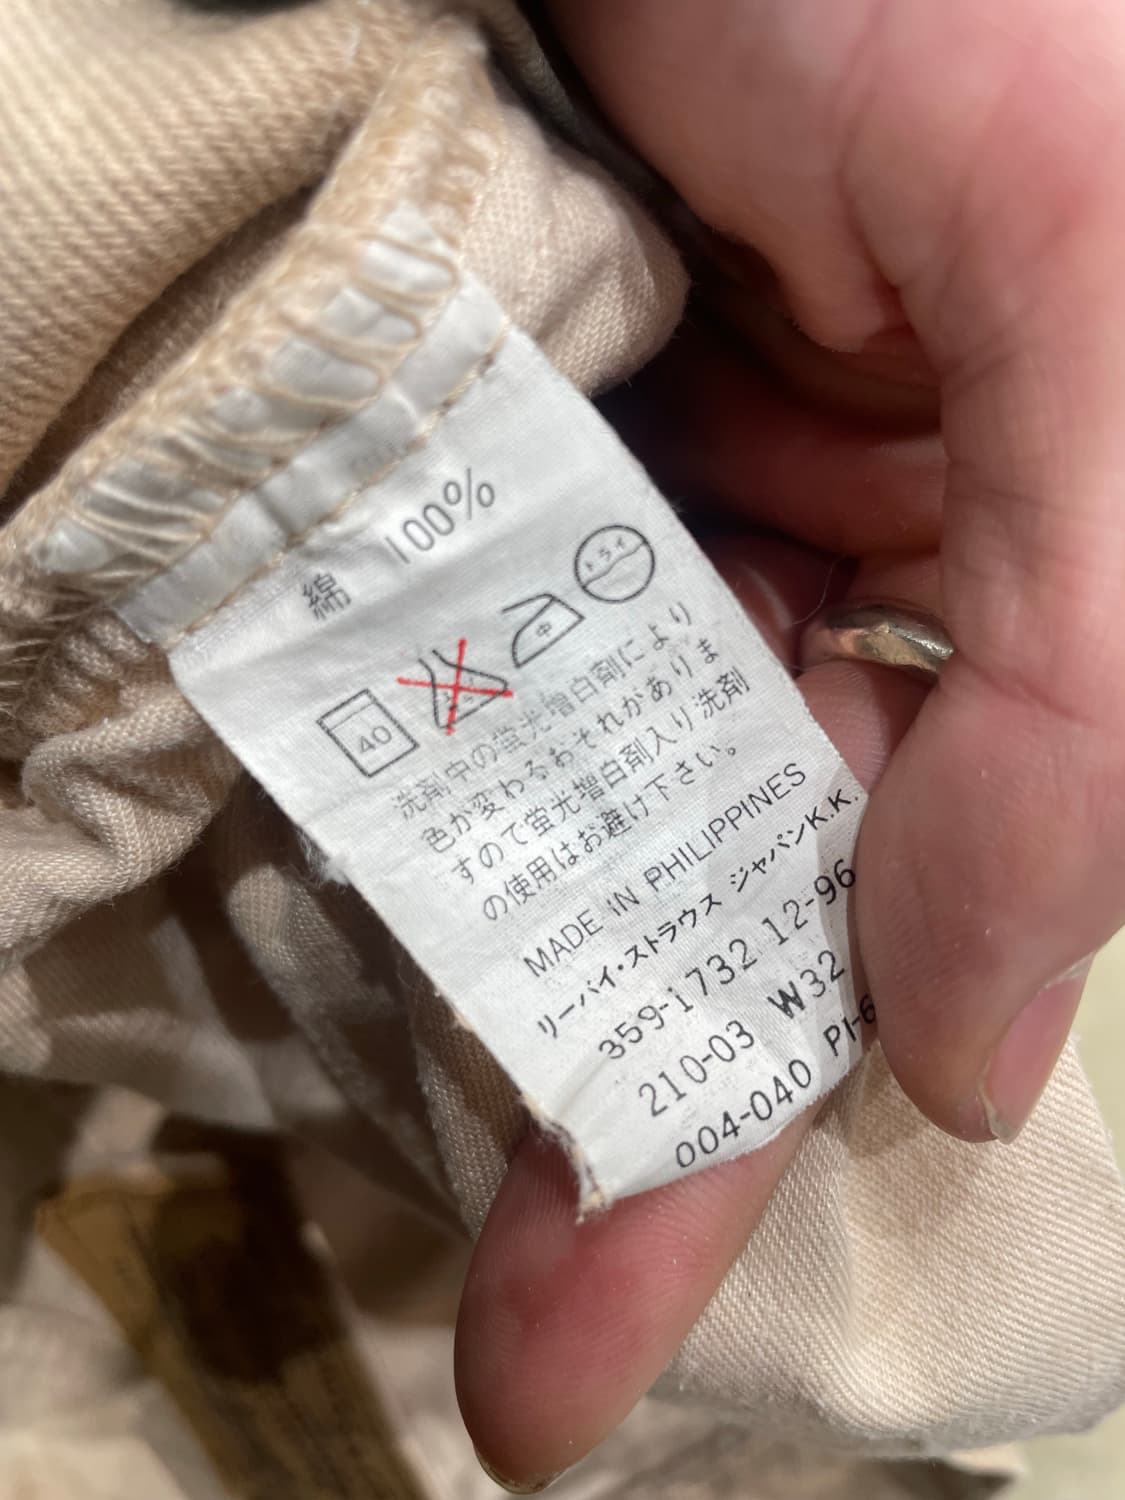 綿 100%
40 中 ドライ
洗剤中の蛍光増白剤により
色が変わるおそれがありま
すので蛍光増白剤入り洗剤
の使用はお避け下さい。
MADE IN PHILIPPINES
リーバイ・ストラウス ジャパンK.K.
359-1732 12-96
210-03 W32
004-040 PI-6